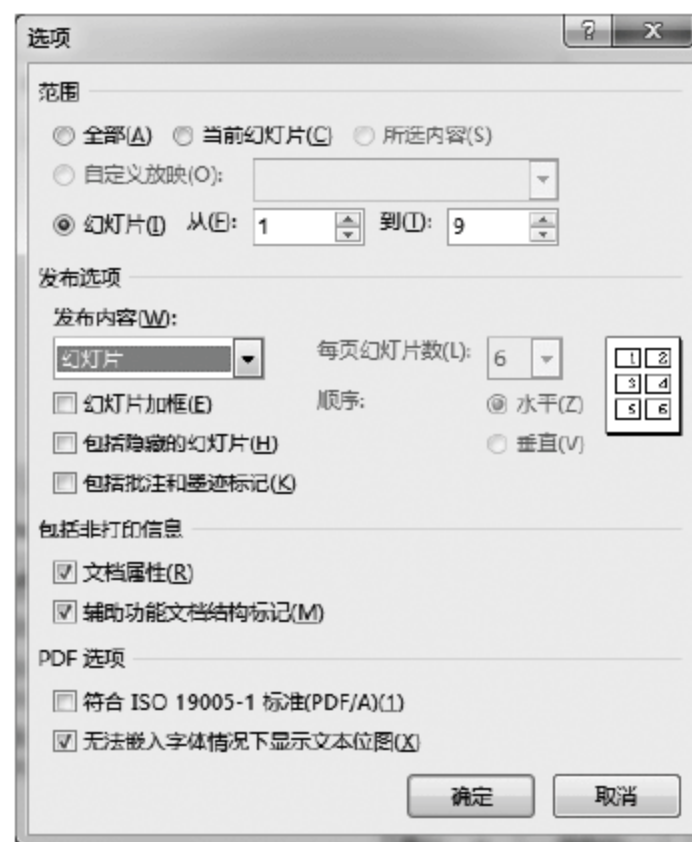 选项
范围
全部(A) 当前幻灯片(C) 所选内容(S)
自定义放映(O):
幻灯片(I) 从(F): 1 到(T): 9
发布选项
发布内容(W):
幻灯片 每页幻灯片数(L): 6
幻灯片加框(E) 顺序: 水平(Z)
包括隐藏的幻灯片(H) 垂直(V)
包括批注和墨迹标记(K)
1 2
3 4
5 6
包括非打印信息
文档属性(R)
辅助功能文档结构标记(M)
PDF 选项
符合 ISO 19005-1 标准(PDF/A)(1)
无法嵌入字体情况下显示文本位图(X)
确定 取消